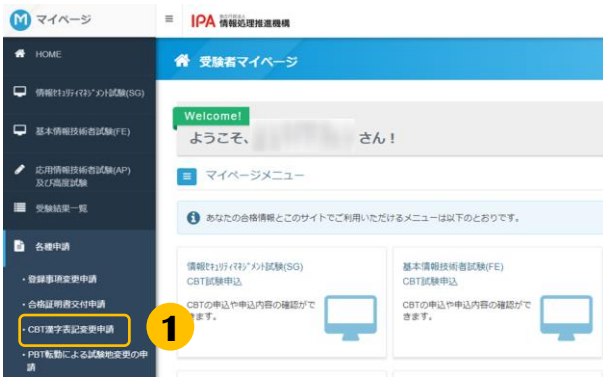 M マイページ
IPA 独立行政法人 情報処理推進機構
HOME
情報ｾｷｭﾘﾃｨﾏﾈｼﾞﾒﾝﾄ試験(SG)
基本情報技術者試験(FE)
応用情報技術者試験(AP)
及び高度試験
受験結果一覧
各種申請
・登録事項変更申請
・合格証明書交付申請
・CBT漢字表記変更申請
・PBT転勤による試験地変更の申
請
1
受験者マイページ
Welcome!
ようこそ、
さん！
マイページメニュー
あなたの合格情報とこのサイトでご利用いただけるメニューは以下のとおりです。
情報ｾｷｭﾘﾃｨﾏﾈｼﾞﾒﾝﾄ試験(SG)
CBT試験申込
CBTの申込や申込内容の確認がで
きます。
基本情報技術者試験(FE)
CBT試験申込
CBTの申込や申込内容の確認がで
きます。